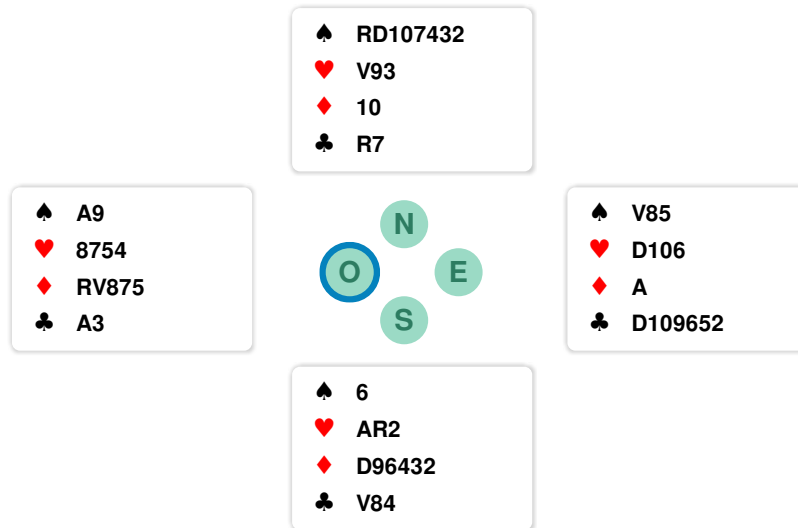 ♠ RD107432
♥ V93
♦ 10
♣ R7
♠ A9
♥ 8754
♦ RV875
♣ A3
N
O E
S
♠ V85
♥ D106
♦ A
♣ D109652
♠ 6
♥ AR2
♦ D96432
♣ V84